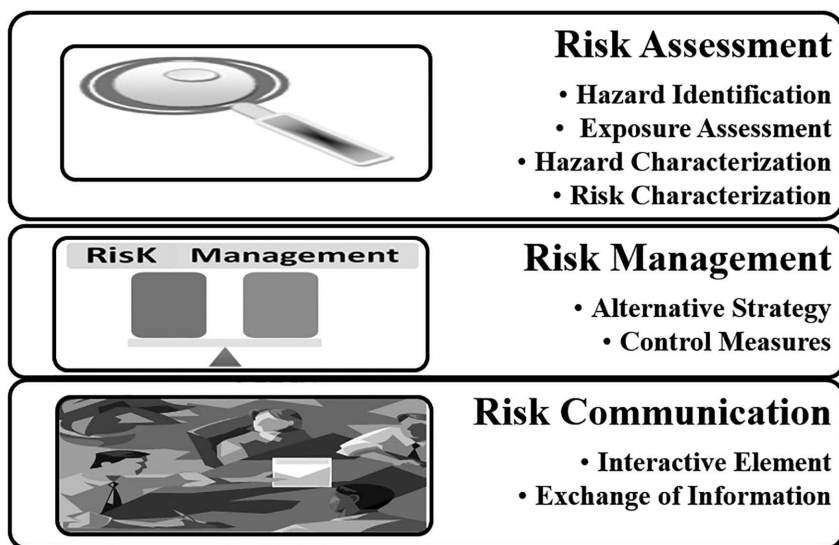 Risk Assessment
• Hazard Identification
• Exposure Assessment
• Hazard Characterization
• Risk Characterization
RisK Management
Risk Management
• Alternative Strategy
• Control Measures
Risk Communication
• Interactive Element
• Exchange of Information